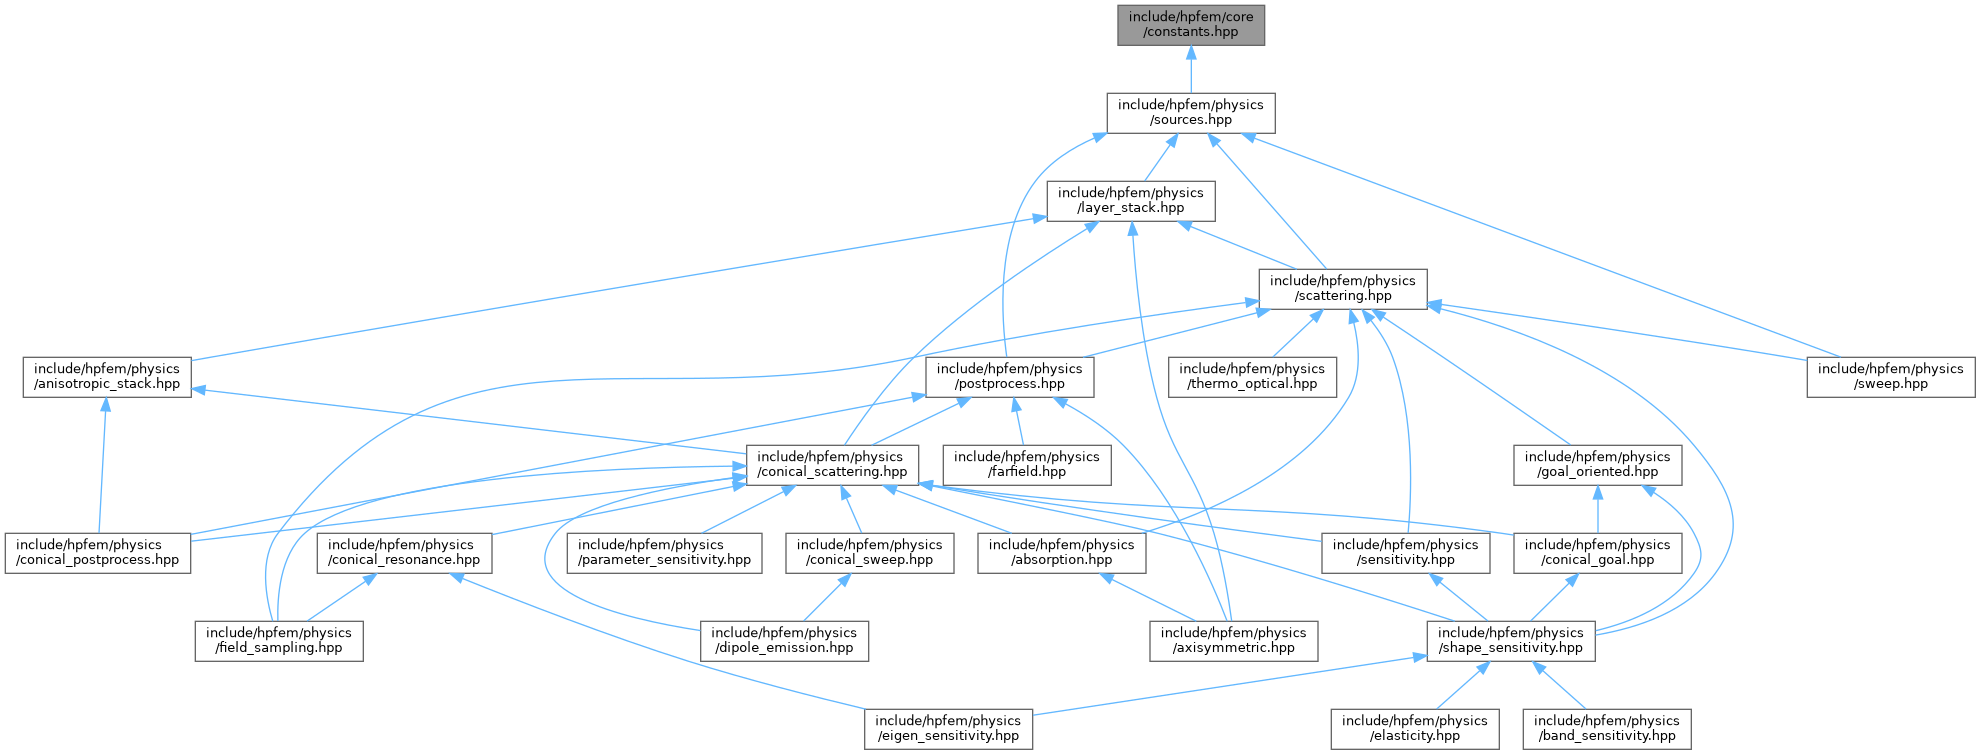 include/hpfem/core
/constants.hpp
include/hpfem/physics
/sources.hpp
include/hpfem/physics
/layer_stack.hpp
include/hpfem/physics
/scattering.hpp
include/hpfem/physics
/anisotropic_stack.hpp
include/hpfem/physics
/postprocess.hpp
include/hpfem/physics
/thermo_optical.hpp
include/hpfem/physics
/sweep.hpp
include/hpfem/physics
/conical_scattering.hpp
include/hpfem/physics
/farfield.hpp
include/hpfem/physics
/goal_oriented.hpp
include/hpfem/physics
/conical_postprocess.hpp
include/hpfem/physics
/conical_resonance.hpp
include/hpfem/physics
/parameter_sensitivity.hpp
include/hpfem/physics
/conical_sweep.hpp
include/hpfem/physics
/absorption.hpp
include/hpfem/physics
/sensitivity.hpp
include/hpfem/physics
/conical_goal.hpp
include/hpfem/physics
/field_sampling.hpp
include/hpfem/physics
/dipole_emission.hpp
include/hpfem/physics
/axisymmetric.hpp
include/hpfem/physics
/shape_sensitivity.hpp
include/hpfem/physics
/eigen_sensitivity.hpp
include/hpfem/physics
/elasticity.hpp
include/hpfem/physics
/band_sensitivity.hpp